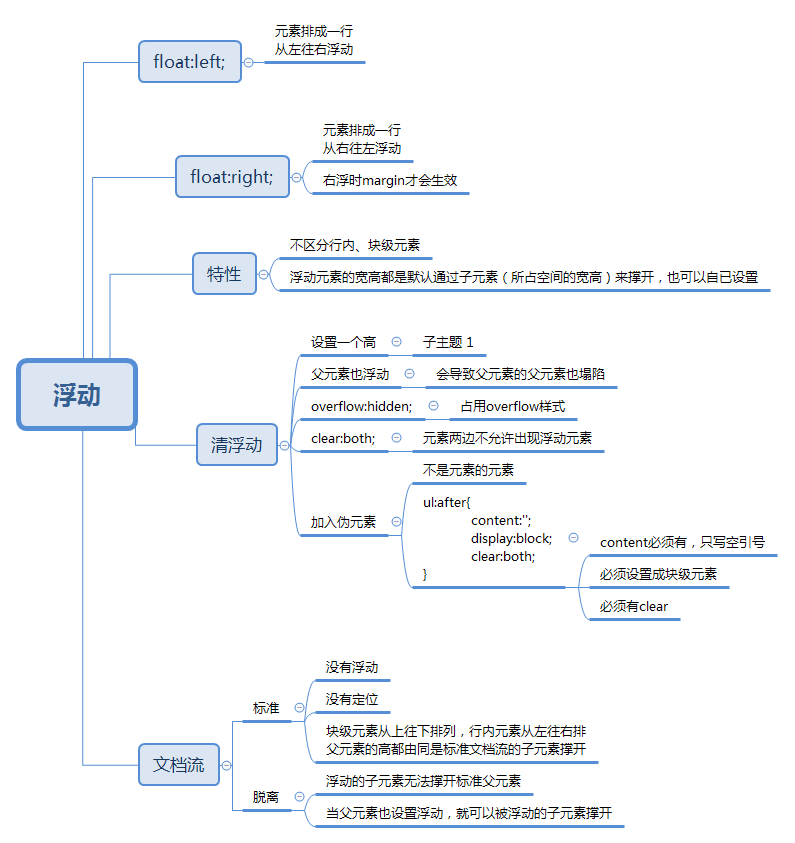 float:left;
元素排成一行
从左往右浮动
float:right;
元素排成一行
从右往左浮动
右浮时margin才会生效
特性
不区分行内、块级元素
浮动元素的宽高都是默认通过子元素（所占空间的宽高）来撑开，也可以自已设置
浮动
清浮动
设置一个高
子主题 1
父元素也浮动
会导致父元素的父元素也塌陷
overflow:hidden;
占用overflow样式
clear:both;
元素两边不允许出现浮动元素
加入伪元素
不是元素的元素
ul:after{
content:'';
display:block;
clear:both;
}
content必须有，只写空引号
必须设置成块级元素
必须有clear
文档流
标准
没有浮动
没有定位
块级元素从上往下排列，行内元素从左往右排
父元素的高都由同是标准文档流的子元素撑开
脱离
浮动的子元素无法撑开标准父元素
当父元素也设置浮动，就可以被浮动的子元素撑开